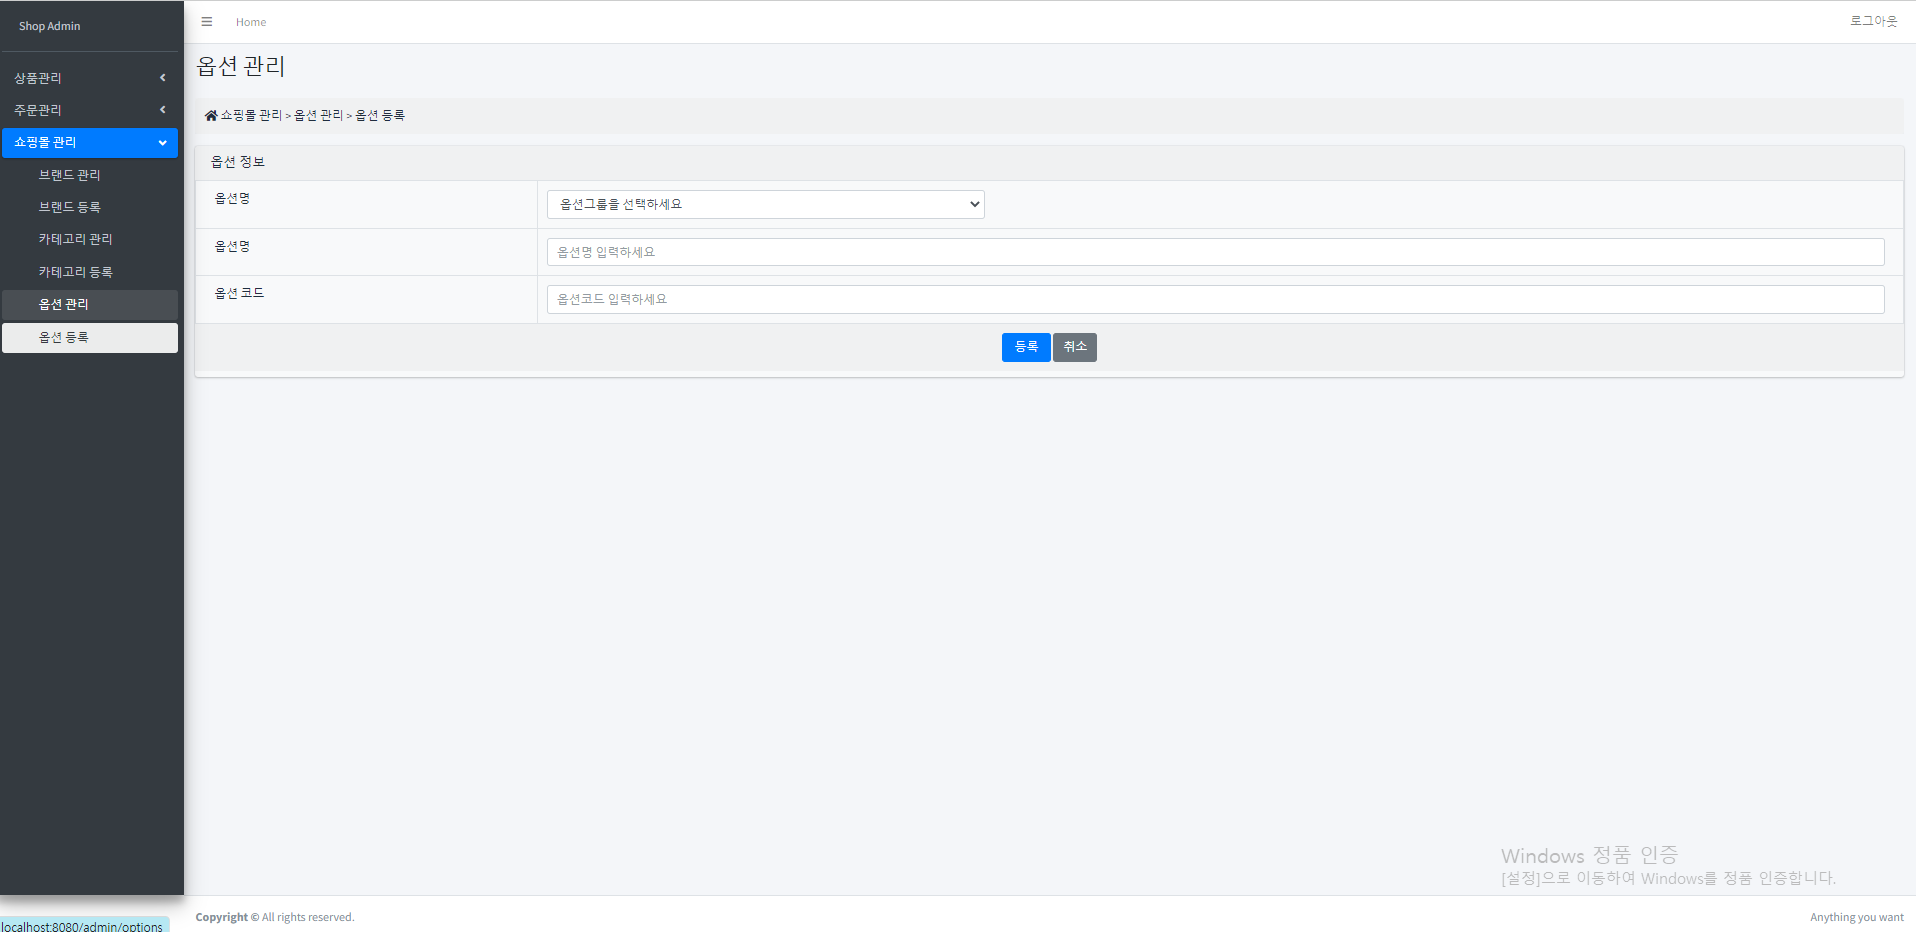 Shop Admin
Home
로그아웃
상품관리
주문관리
쇼핑몰 관리
브랜드 관리
브랜드 등록
카테고리 관리
카테고리 등록
옵션 관리
옵션 등록
옵션 관리
쇼핑몰 관리 > 옵션 관리 > 옵션 등록
옵션 정보
옵션명
옵션그룹을 선택하세요
옵션명
옵션명 입력하세요
옵션 코드
옵션코드 입력하세요
등록 취소
Windows 정품 인증
[설정]으로 이동하여 Windows를 정품 인증합니다.
Copyright © All rights reserved.
Anything you want
localhost:8080/admin/options